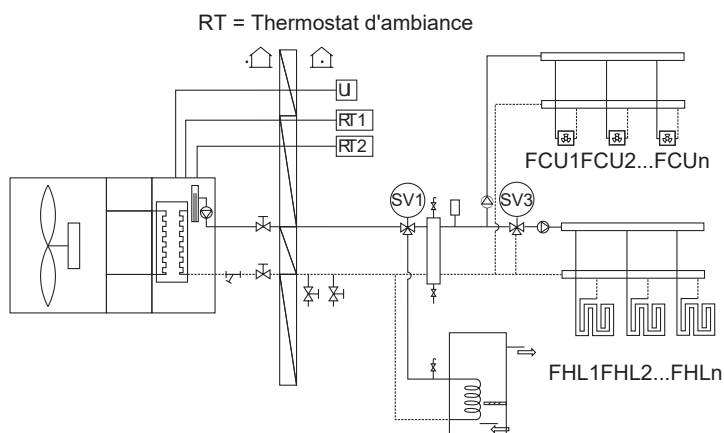 RT = Thermostat d'ambiance
U
RT1
RT2
SV1
SV3
FCU1FCU2...FCUn
FHL1FHL2...FHLn